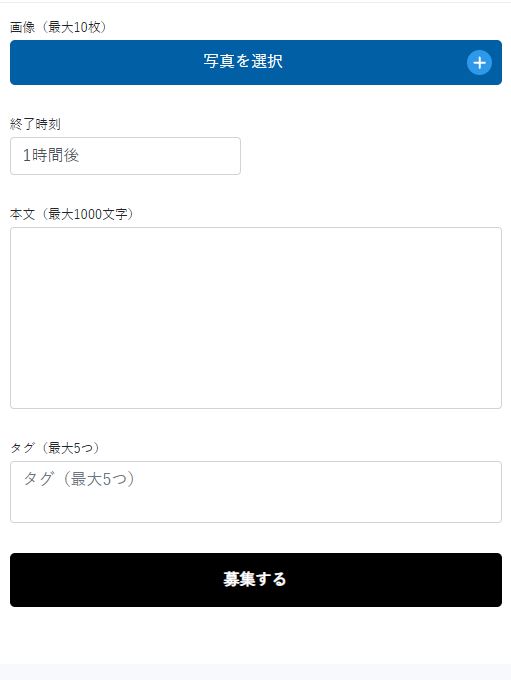 画像（最大10枚）
写真を選択
終了時刻
1時間後
本文（最大1000文字）
タグ（最大5つ）
タグ（最大5つ）
募集する